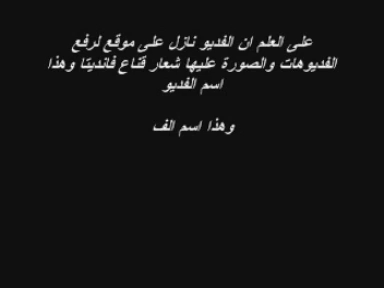 على العلم ان الفديو نازل على موقع لرفع
الفديوهات والصورة عليها شعار قناع فانديتا وهذا
اسم الفديو
وهذا اسم الف